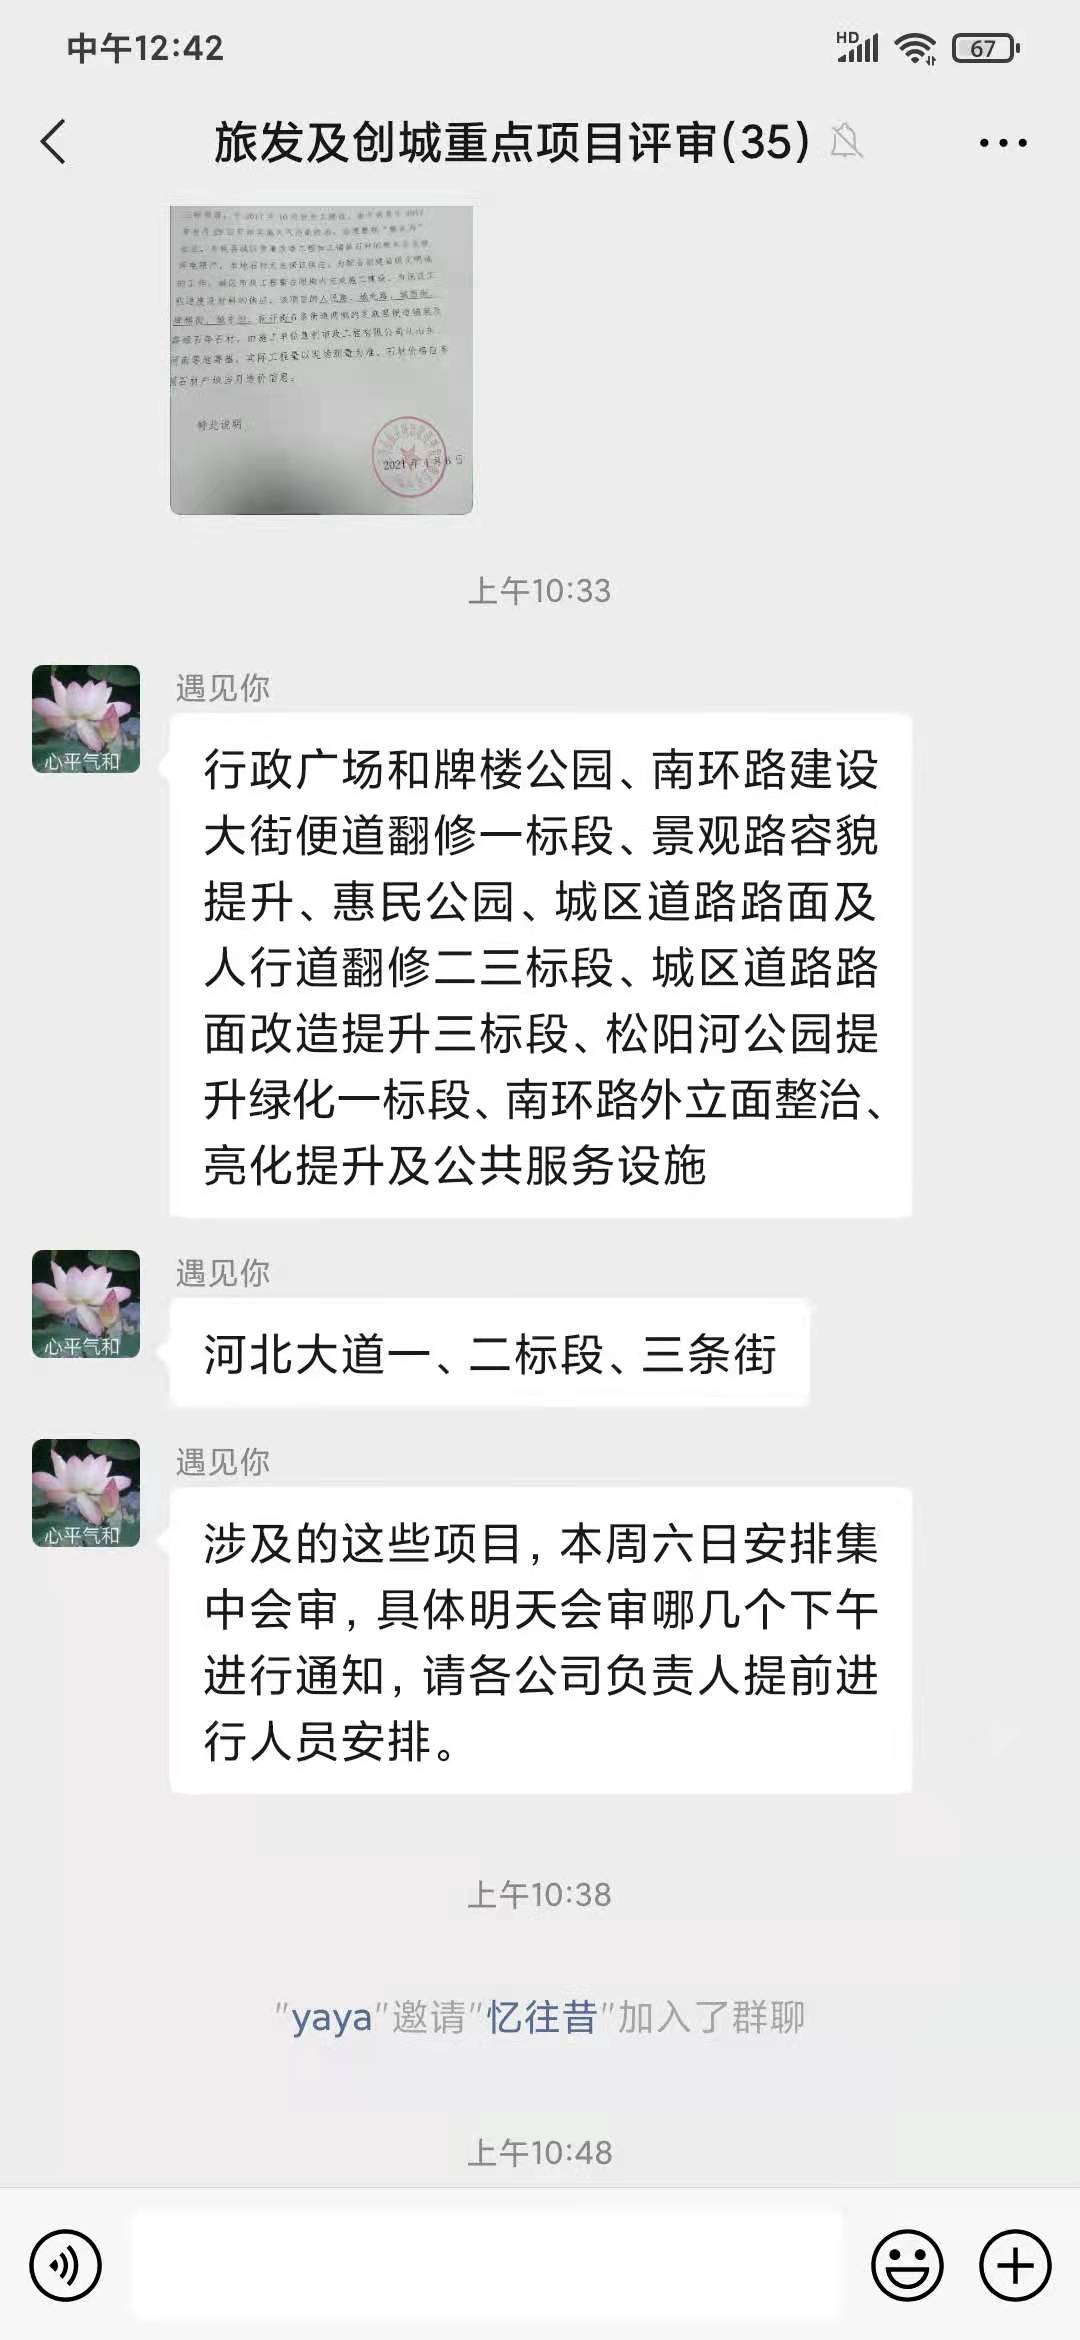 中午12:42
HD
67
旅发及创城重点项目评审(35)
特此说明
上午10:33
遇见你
心平气和
行政广场和牌楼公园、南环路建设
大街便道翻修一标段、景观路容貌
提升、惠民公园、城区道路路面及
人行道翻修二三标段、城区道路路
面改造提升三标段、松阳河公园提
升绿化一标段、南环路外立面整治、
亮化提升及公共服务设施
遇见你
心平气和
河北大道一、二标段、三条街
遇见你
心平气和
涉及的这些项目,本周六日安排集
中会审,具体明天会审哪几个下午
进行通知,请各公司负责人提前进
行人员安排。
上午10:38
"yaya"邀请"忆往昔"加入了群聊
上午10:48